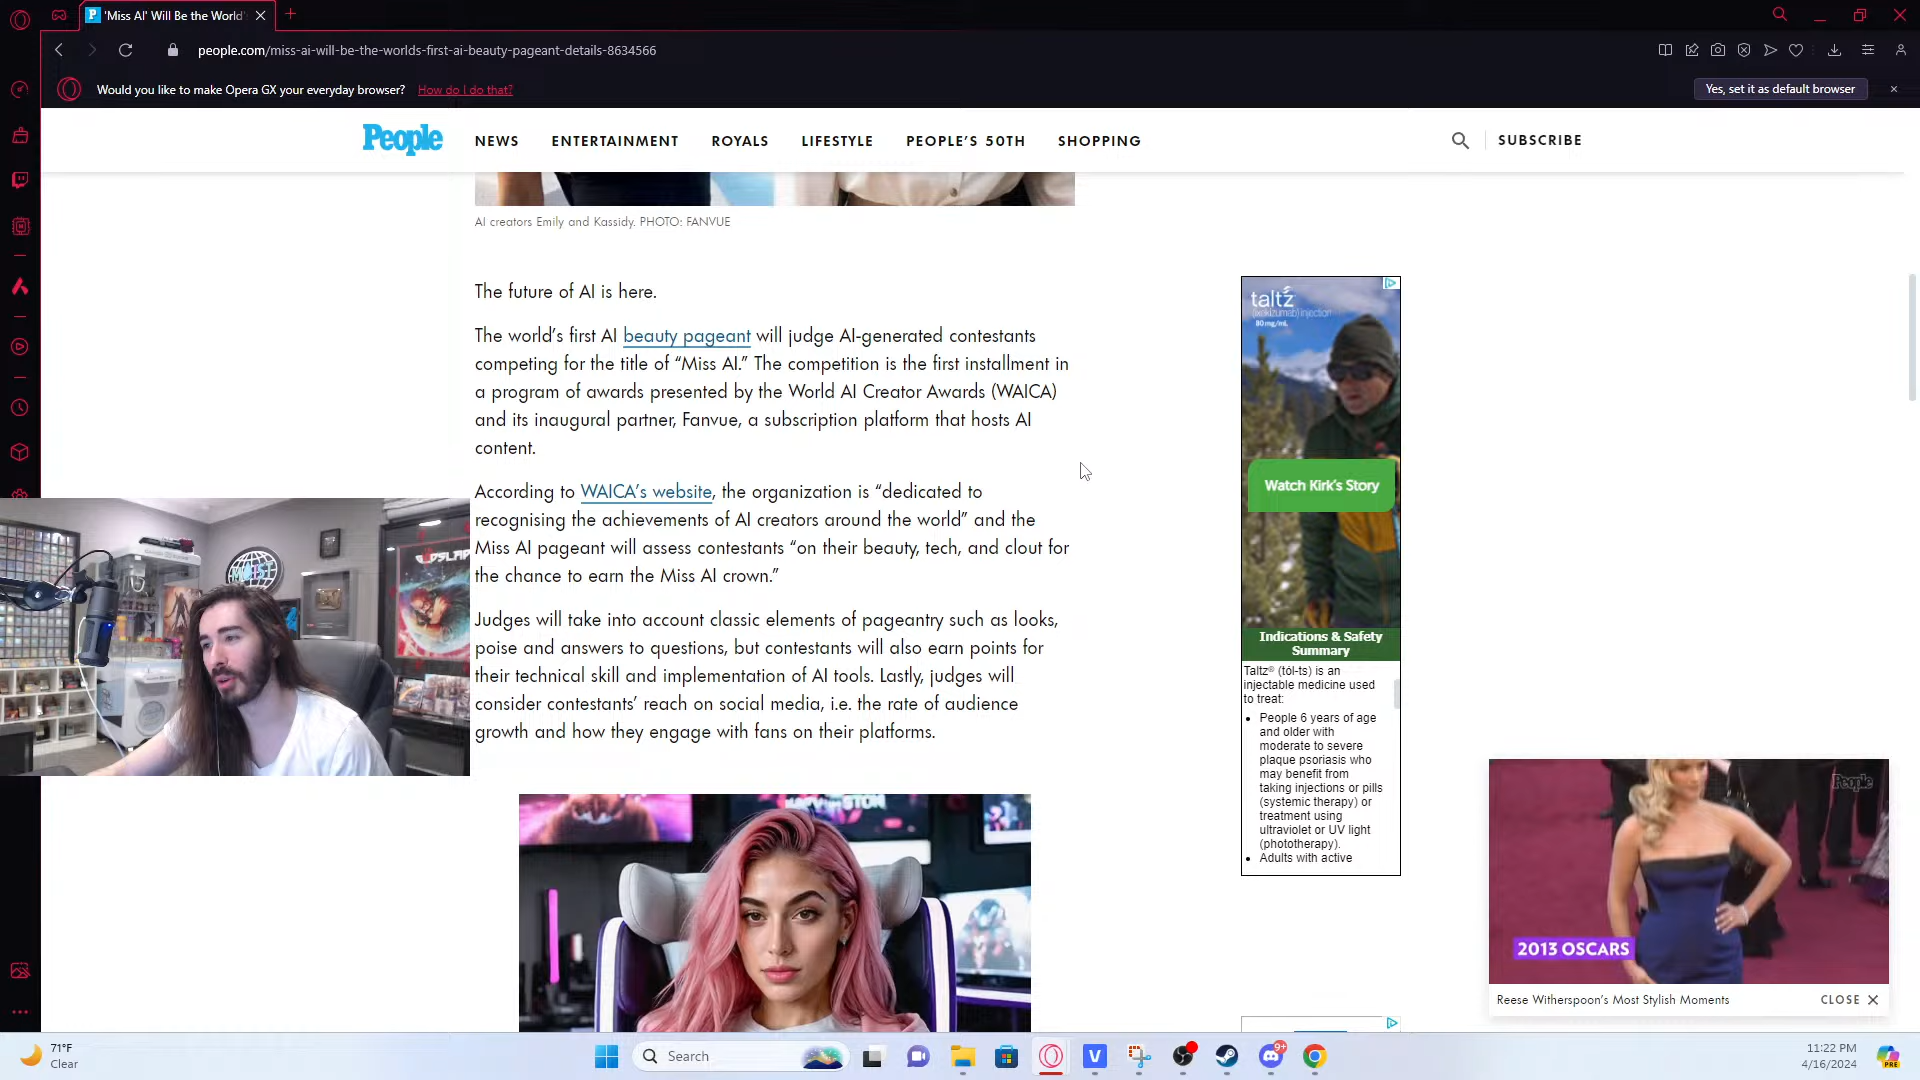 'Miss AI' Will Be the World'
people.com/miss-ai-will-be-the-worlds-first-ai-beauty-pageant-details-8634566
Would you like to make Opera GX your everyday browser? How do I do that?
Yes, set it as default browser
People
NEWS ENTERTAINMENT ROYALS LIFESTYLE PEOPLE'S 50TH SHOPPING
SUBSCRIBE
AI creators Emily and Kassidy. PHOTO: FANVUE
The future of AI is here.
The world's first AI beauty pageant will judge AI-generated contestants
competing for the title of “Miss AI.” The competition is the first installment in
a program of awards presented by the World AI Creator Awards (WAICA)
and its inaugural partner, Fanvue, a subscription platform that hosts AI
content.
According to WAICA's website, the organization is “dedicated to
recognising the achievements of AI creators around the world” and the
Miss AI pageant will assess contestants “on their beauty, tech, and clout for
the chance to earn the Miss AI crown.”
Judges will take into account classic elements of pageantry such as looks,
poise and answers to questions, but contestants will also earn points for
their technical skill and implementation of AI tools. Lastly, judges will
consider contestants' reach on social media, i.e. the rate of audience
growth and how they engage with fans on their platforms.
taltz
(ixekizumab) injection
80 mg/mL
Watch Kirk's Story
Indications & Safety
Summary
Taltz® (tol-ts) is an
injectable medicine used
to treat:
• People 6 years of age
and older with
moderate to severe
plaque psoriasis who
may benefit from
taking injections or pills
(systemic therapy) or
treatment using
ultraviolet or UV light
(phototherapy).
• Adults with active
MOIST
People
2013 OSCARS
Reese Witherspoon's Most Stylish Moments
CLOSE
71°F
Clear
Search
V
9+
11:22 PM
4/16/2024
PRE